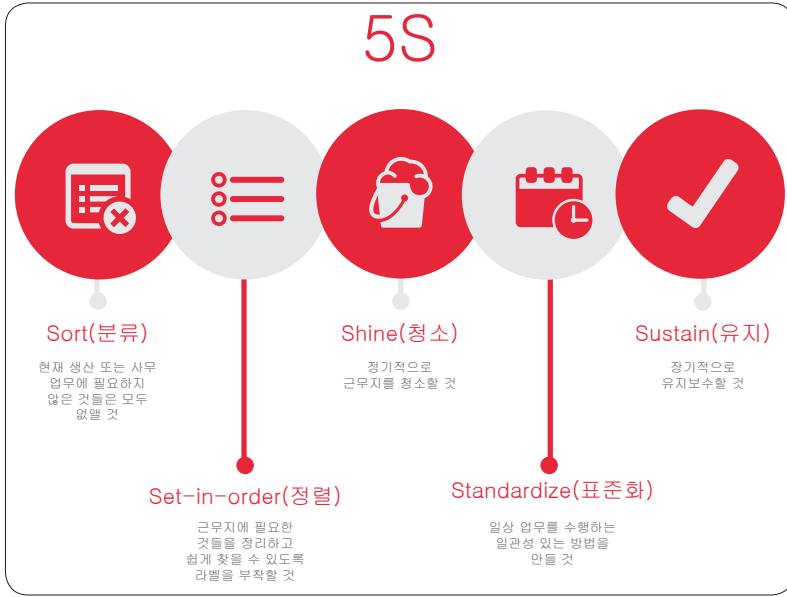 5S
Sort(분류)
현재 생산 또는 사무
업무에 필요하지
않은 것들은 모두
없앨 것
Set-in-order(정렬)
근무지에 필요한
것들을 정리하고
쉽게 찾을 수 있도록
라벨을 부착할 것
Shine(청소)
정기적으로
근무지를 청소할 것
Standardize(표준화)
일상 업무를 수행하는
일관성 있는 방법을
만들 것
Sustain(유지)
장기적으로
유지보수할 것